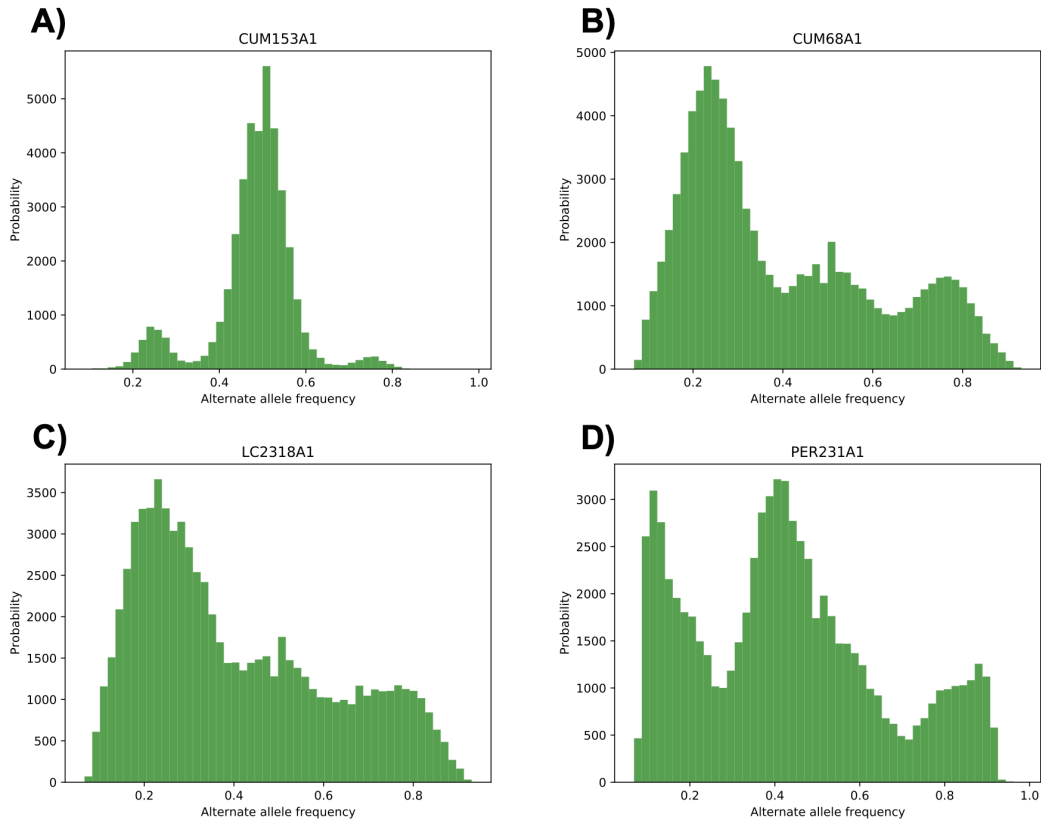 A)
CUM153A1
Probability
5000
4000
3000
2000
1000
0
0.2 0.4 0.6 0.8 1.0
Alternate allele frequency
B)
CUM68A1
Probability
5000
4000
3000
2000
1000
0
0.2 0.4 0.6 0.8
Alternate allele frequency
C)
LC2318A1
Probability
3500
3000
2500
2000
1500
1000
500
0
0.2 0.4 0.6 0.8
Alternate allele frequency
D)
PER231A1
Probability
3000
2500
2000
1500
1000
500
0
0.2 0.4 0.6 0.8 1.0
Alternate allele frequency